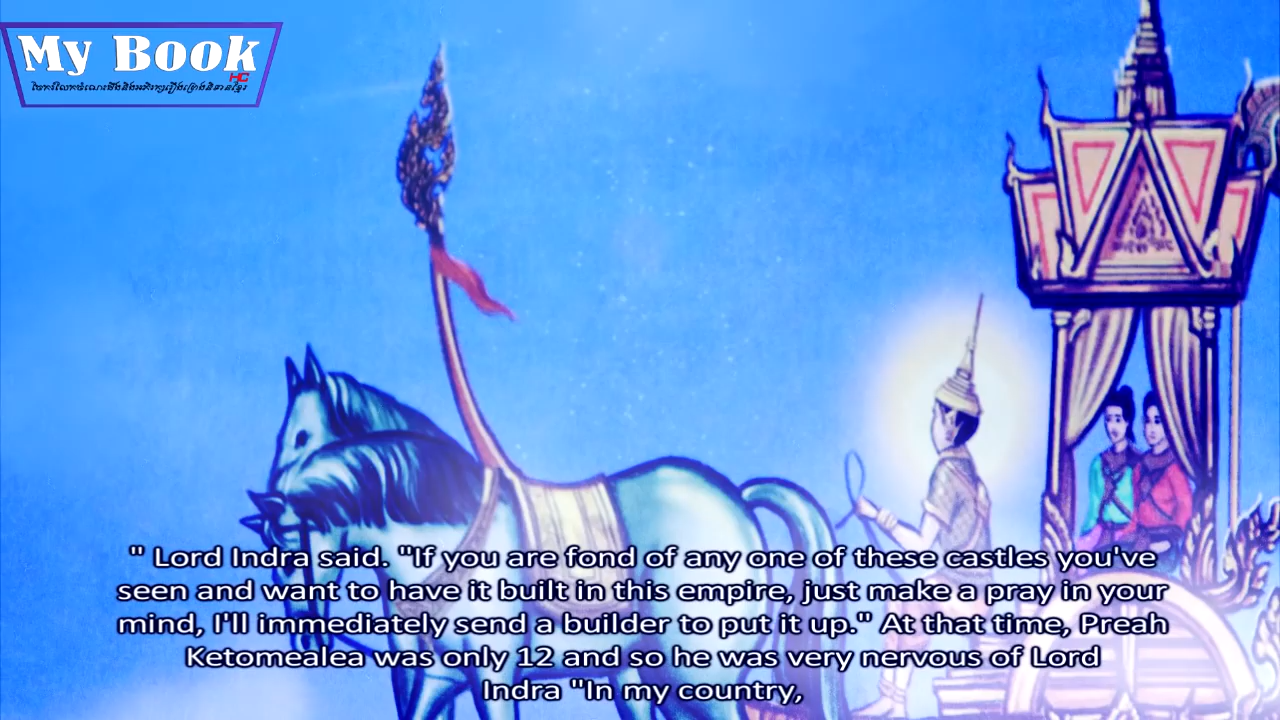 My Book
HC
" Lord Indra said. "If you are fond of any one of these castles you've
seen and want to have it built in this empire, just make a pray in your
mind, I'll immediately send a builder to put it up." At that time, Preah
Ketomealea was only 12 and so he was very nervous of Lord
Indra "In my country,